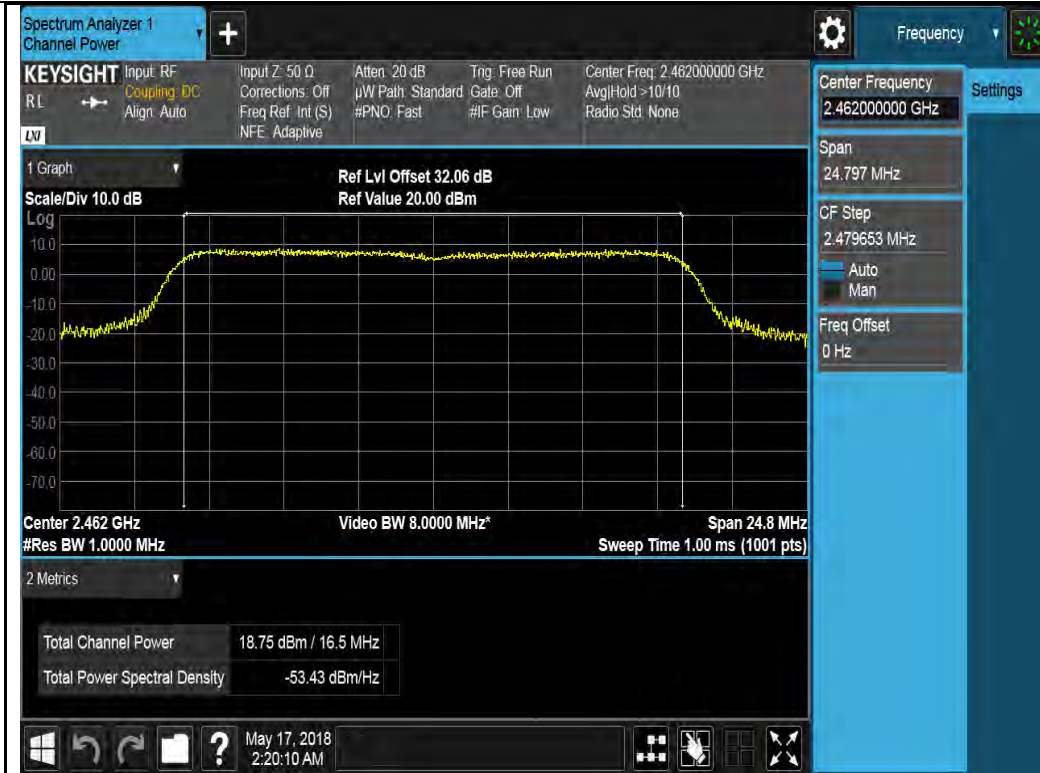 Spectrum Analyzer 1
Channel Power
+
Frequency
KEYSIGHT
RL
LXI
Input: RF
Coupling: DC
Align: Auto
Input Z: 50 Ω
Corrections: Off
Freq Ref: Int (S)
NFE: Adaptive
Atten: 20 dB
µW Path: Standard
#PNO: Fast
Trig: Free Run
Gate: Off
#IF Gain: Low
Center Freq: 2.462000000 GHz
Avg|Hold >10/10
Radio Std: None
Center Frequency
2.462000000 GHz
Settings
Span
24.797 MHz
CF Step
2.479653 MHz
Auto
Man
Freq Offset
0 Hz
1 Graph
Scale/Div 10.0 dB
Ref Lvl Offset 32.06 dB
Ref Value 20.00 dBm
Log
10.0
0.00
-10.0
-20.0
-30.0
-40.0
-50.0
-60.0
-70.0
Center 2.462 GHz
#Res BW 1.0000 MHz
Video BW 8.0000 MHz*
Span 24.8 MHz
Sweep Time 1.00 ms (1001 pts)
2 Metrics
Total Channel Power 18.75 dBm / 16.5 MHz
Total Power Spectral Density -53.43 dBm/Hz
?
May 17, 2018
2:20:10 AM